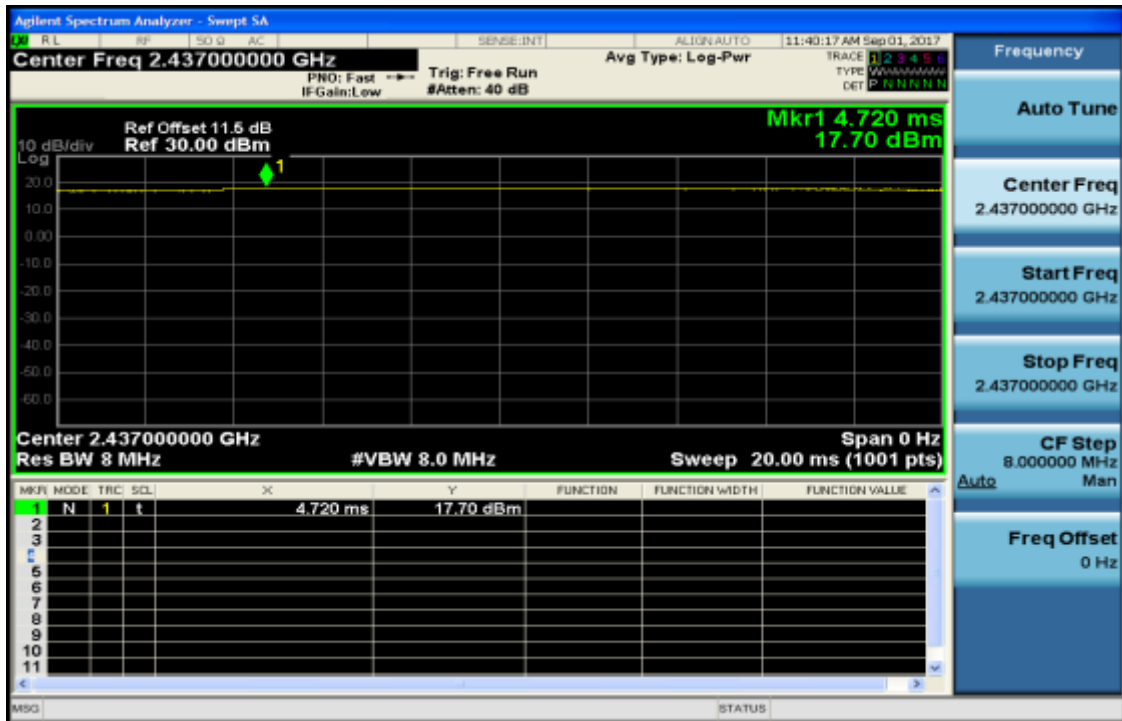 Agilent Spectrum Analyzer - Swept SA
RL RF 50 Ω AC SENSE:INT ALIGN AUTO 11:40:17 AM Sep 01, 2017
Center Freq 2.437000000 GHz
PNO: Fast
IFGain:Low
Trig: Free Run
#Atten: 40 dB
Avg Type: Log-Pwr
TRACE 1 2 3 4 5 6
TYPE WWWWWWW
DET P N N N N N
Ref Offset 11.5 dB
Ref 30.00 dBm
Mkr1 4.720 ms
17.70 dBm
10 dB/div
Log
1
20.0
10.0
0.00
-10.0
-20.0
-30.0
-40.0
-50.0
-60.0
Center 2.437000000 GHz
Span 0 Hz
Res BW 8 MHz
#VBW 8.0 MHz
Sweep 20.00 ms (1001 pts)
MKR MODE TRC SCL X Y FUNCTION FUNCTION WIDTH FUNCTION VALUE
1 N 1 t 4.720 ms 17.70 dBm
2
3
5
6
7
8
9
10
11
MSG
STATUS
Frequency
Auto Tune
Center Freq
2.437000000 GHz
Start Freq
2.437000000 GHz
Stop Freq
2.437000000 GHz
CF Step
8.000000 MHz
Auto Man
Freq Offset
0 Hz